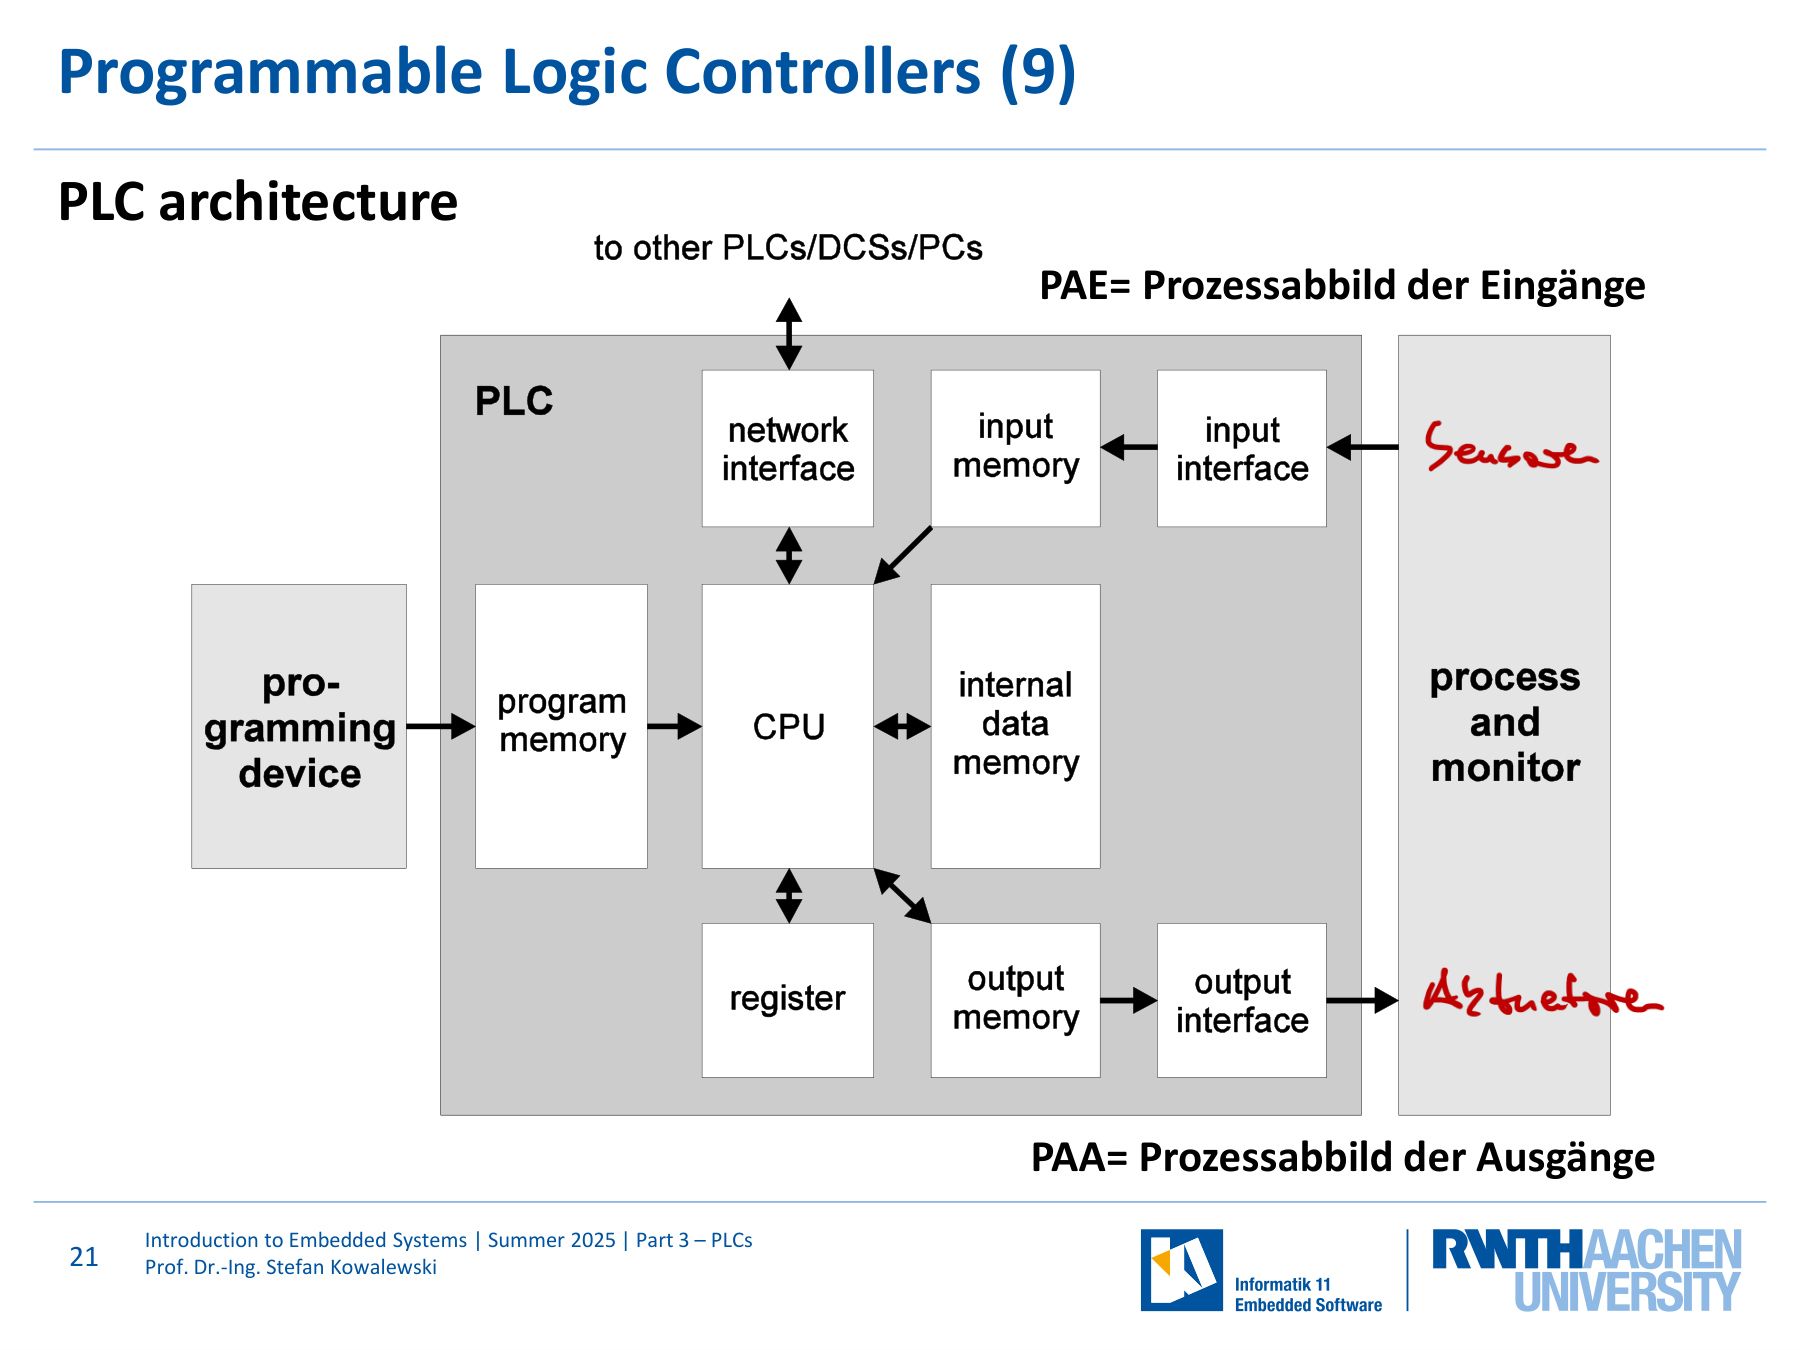 Programmable Logic Controllers (9)
PLC architecture
to other PLCs/DCSs/PCs
PAE= Prozessabbild der Eingänge
PLC
network
interface
input
memory
input
interface
Sensoren
pro-
gramming
device
program
memory
CPU
internal
data
memory
process
and
monitor
register
output
memory
output
interface
Aktuatoren
PAA= Prozessabbild der Ausgänge
21
Introduction to Embedded Systems | Summer 2025 | Part 3 – PLCs
Prof. Dr.-Ing. Stefan Kowalewski
Informatik 11
Embedded Software
RWTHAACHEN
UNIVERSITY